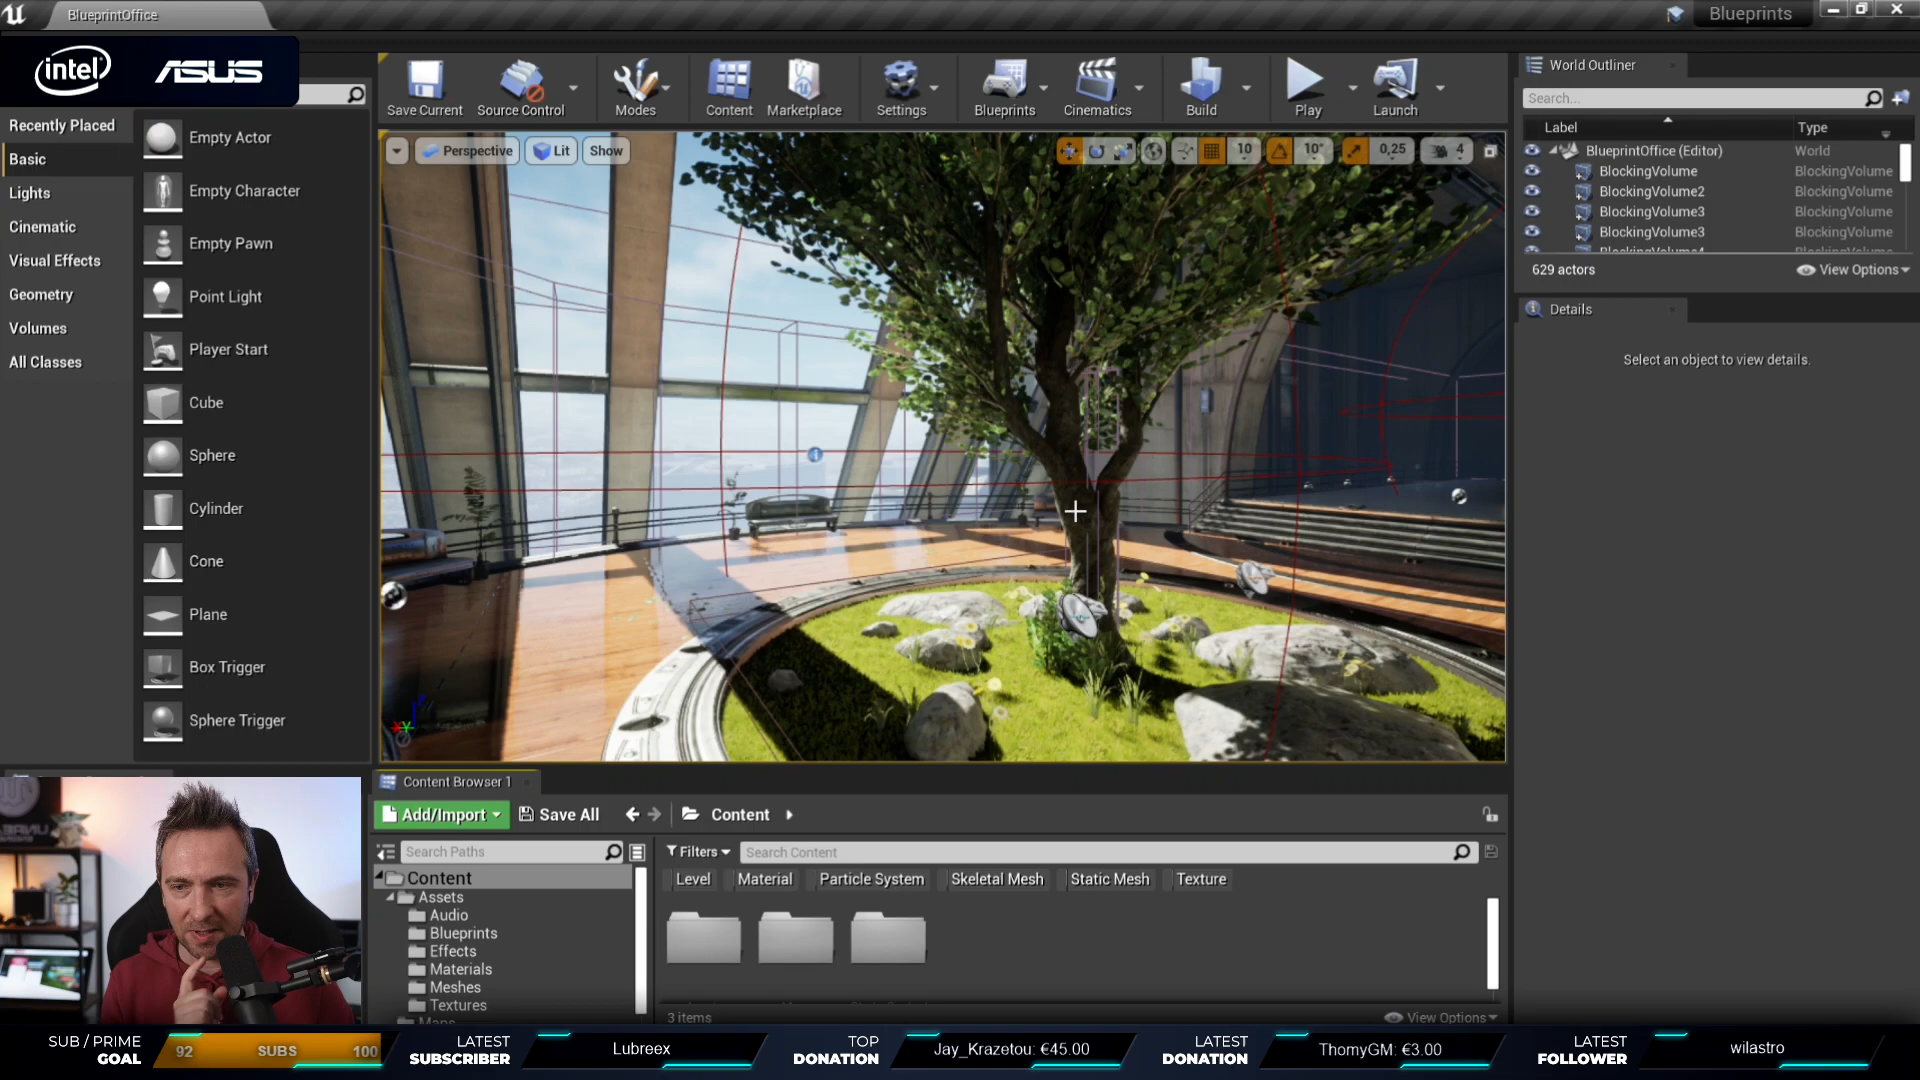 BlueprintOffice
Blueprints
intel
ASUS
Save Current
Source Control
Modes
Content
Marketplace
Settings
Blueprints
Cinematics
Build
Play
Launch
Recently Placed
Basic
Lights
Cinematic
Visual Effects
Geometry
Volumes
All Classes
Empty Actor
Empty Character
Empty Pawn
Point Light
Player Start
Cube
Sphere
Cylinder
Cone
Plane
Box Trigger
Sphere Trigger
Perspective
Lit
Show
10
10°
0,25
4
World Outliner
Search...
Label
Type
BlueprintOffice (Editor) World
BlockingVolume BlockingVolume
BlockingVolume2 BlockingVolume
BlockingVolume3 BlockingVolume
BlockingVolume3 BlockingVolume
629 actors
View Options
Details
Select an object to view details.
Content Browser 1
Add/Import
Save All
Content
Search Paths
Filters
Search Content
Content
Assets
Audio
Blueprints
Effects
Materials
Meshes
Textures
Level
Material
Particle System
Skeletal Mesh
Static Mesh
Texture
3 items
View Options
SUB / PRIME
GOAL
92 SUBS 100
LATEST
SUBSCRIBER
Lubreex
TOP
DONATION
Jay_Krazetou: €45.00
LATEST
DONATION
ThomyGM: €3.00
LATEST
FOLLOWER
wilastro